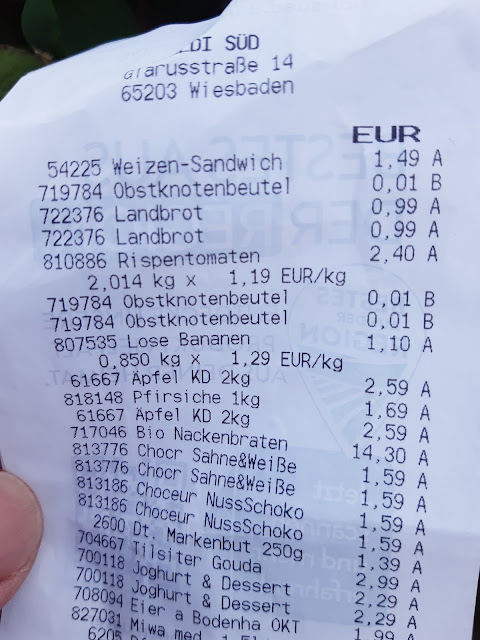 LDI SÜD
Glarusstraße 14
65203 Wiesbaden
EUR
54225 Weizen-Sandwich 1,49 A
719784 Obstknotenbeutel 0,01 B
722376 Landbrot 0,99 A
722376 Landbrot 0,99 A
810886 Rispentomaten 2,40 A
2,014 kg x 1,19 EUR/kg
719784 Obstknotenbeutel 0,01 B
719784 Obstknotenbeutel 0,01 B
807535 Lose Bananen 1,10 A
0,850 kg x 1,29 EUR/kg
61667 Äpfel KD 2kg 2,59 A
818148 Pfirsiche 1kg 1,69 A
61667 Äpfel KD 2kg 2,59 A
717046 Bio Nackenbraten 14,30 A
813776 Chocr Sahne&Weiße 1,59 A
813776 Chocr Sahne&Weiße 1,59 A
813186 Choceur NussSchoko 1,59 A
813186 Choceur NussSchoko 1,59 A
2600 Dt. Markenbut 250g 1,39 A
704667 Tilsiter Gouda 2,99 A
700118 Joghurt & Dessert 2,29 A
700118 Joghurt & Dessert 2,29 A
708094 Eier a Bodenha OKT 1,99 A
827031 Miwa med.
6205